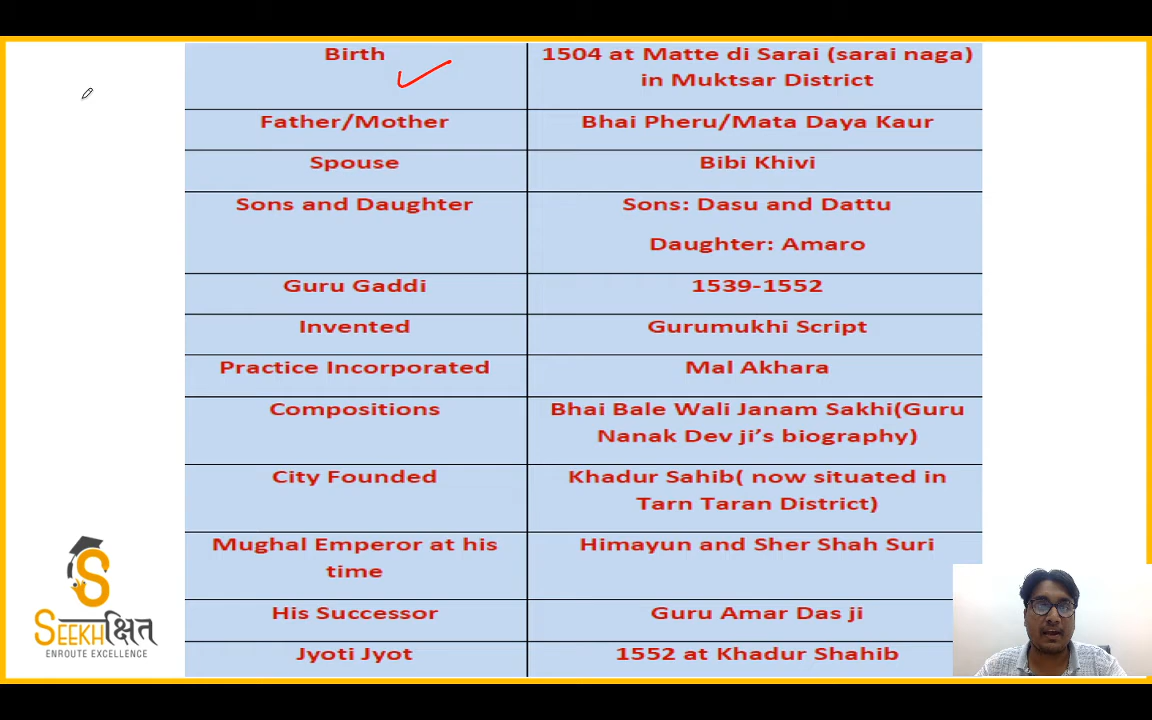 Birth
1504 at Matte di Sarai (sarai naga)
in Muktsar District
Father/Mother
Bhai Pheru/Mata Daya Kaur
Spouse
Bibi Khivi
Sons and Daughter
Sons: Dasu and Dattu
Daughter: Amaro
Guru Gaddi
1539-1552
Invented
Gurumukhi Script
Practice Incorporated
Mal Akhara
Compositions
Bhai Bale Wali Janam Sakhi(Guru
Nanak Dev ji’s biography)
City Founded
Khadur Sahib( now situated in
Tarn Taran District)
Mughal Emperor at his
time
Himayun and Sher Shah Suri
His Successor
Guru Amar Das ji
Jyoti Jyot
1552 at Khadur Shahib
SEEKHक्षित
ENROUTE EXCELLENCE